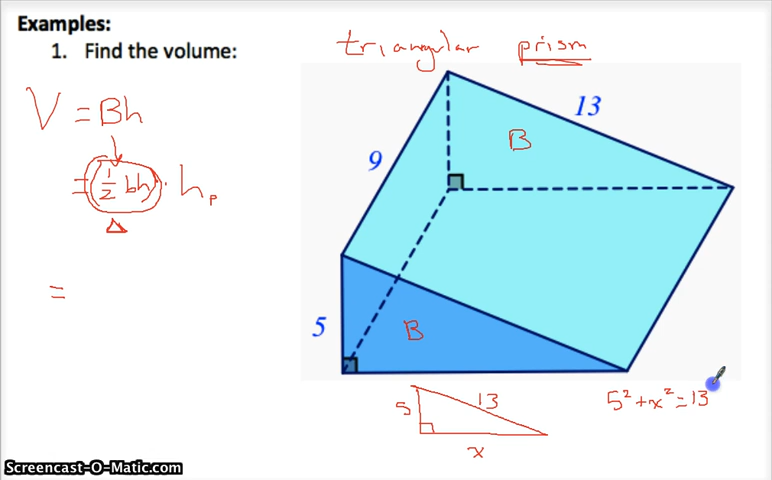 Examples:
1. Find the volume:
triangular prism
V = Bh
= (1/2 bh) · hp
Δ
=
13
9
B
5
B
5
13
x
5² + x² = 13
Screencast-O-Matic.com